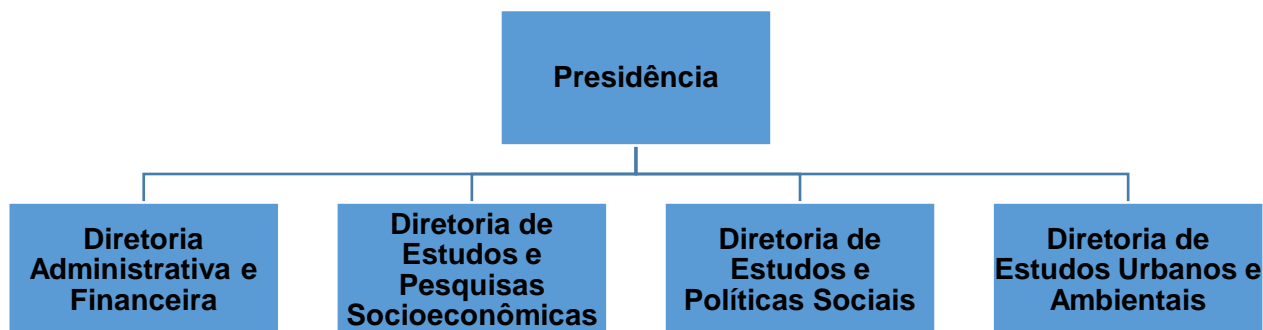 Presidência
Diretoria
Administrativa e
Financeira
Diretoria de
Estudos e
Pesquisas
Socioeconômicas
Diretoria de
Estudos e
Políticas Sociais
Diretoria de
Estudos Urbanos e
Ambientais